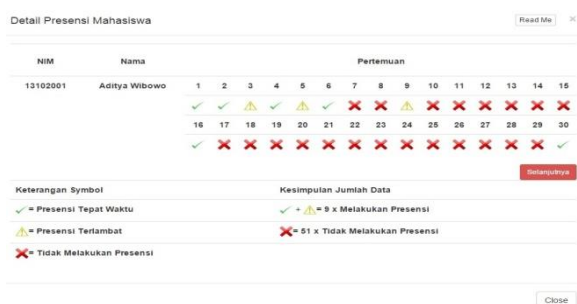 Detail Presensi Mahasiswa Read Me ×
NIM Nama Pertemuan
13102001 Aditya Wibowo 1 2 3 4 5 6 7 8 9 10 11 12 13 14 15
16 17 18 19 20 21 22 23 24 25 26 27 28 29 30
Selanjutnya
Keterangan Symbol Kesimpulan Jumlah Data
= Presensi Tepat Waktu + = 9 x Melakukan Presensi
= Presensi Terlambat = 51 x Tidak Melakukan Presensi
= Tidak Melakukan Presensi
Close